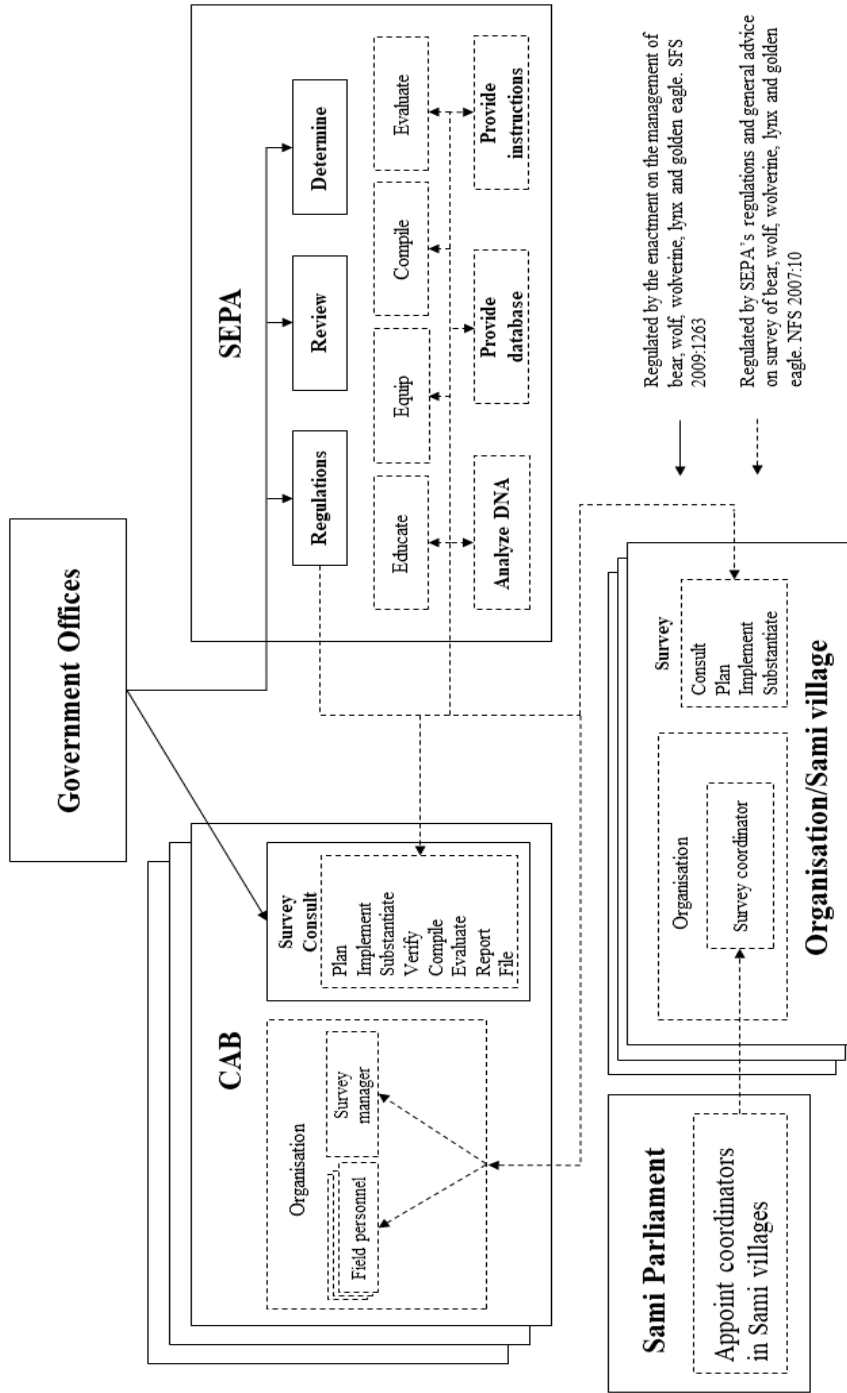 Government Offices
CAB
Organisation
Field personnel
Survey
manager
Survey
Consult
Plan
Implement
Substantiate
Verify
Compile
Evaluate
Report
File
SEPA
Regulations
Review
Determine
Educate
Equip
Compile
Evaluate
Analyze DNA
Provide
database
Provide
instructions
Sami Parliament
Appoint coordinators
in Sami villages
Organisation
Survey coordinator
Survey
Consult
Plan
Implement
Substantiate
Organisation/Sami village
Regulated by the enactment on the management of
bear, wolf, wolverine, lynx and golden eagle. SFS
2009:1263
Regulated by SEPA's regulations and general advice
on survey of bear, wolf, wolverine, lynx and golden
eagle. NFS 2007:10